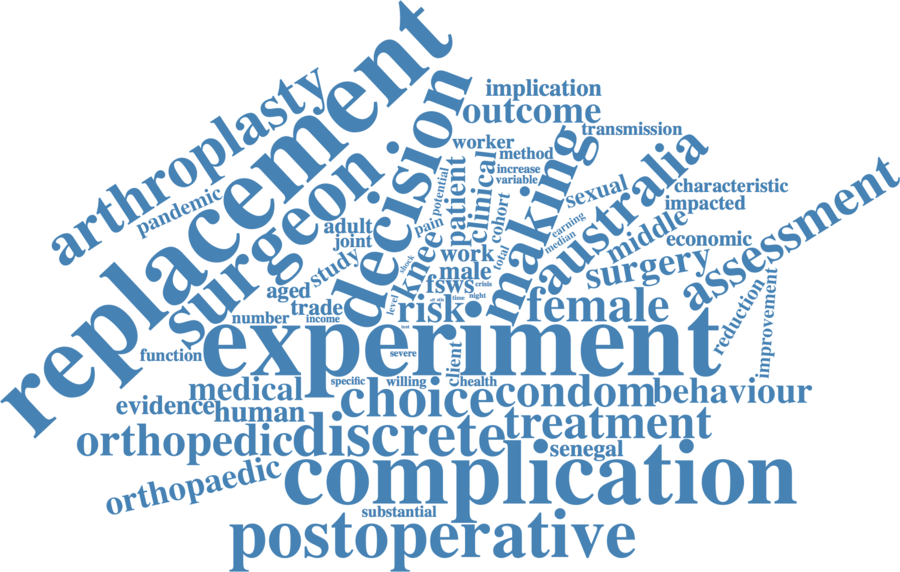 replacement
arthroplasty
surgeon
pandemic
decision
implication
outcome
worker
method
transmission
increase
variable
making
australia
sexual
characteristic
impacted
middle
economic
assessment
surgery
earning
median
total
cohort
clinical
patient
potential
pain
knee
adult
joint
study
shock
aged
trade
income
number
level
work
male
fsws
crisis
time
night
risk
female
reduction
improvement
experiment
function
severe
client
specific
willing
health
medical
choice
condom
behaviour
evidence
human
orthopedic
discrete
treatment
senegal
orthopaedic
complication
substantial
postoperative